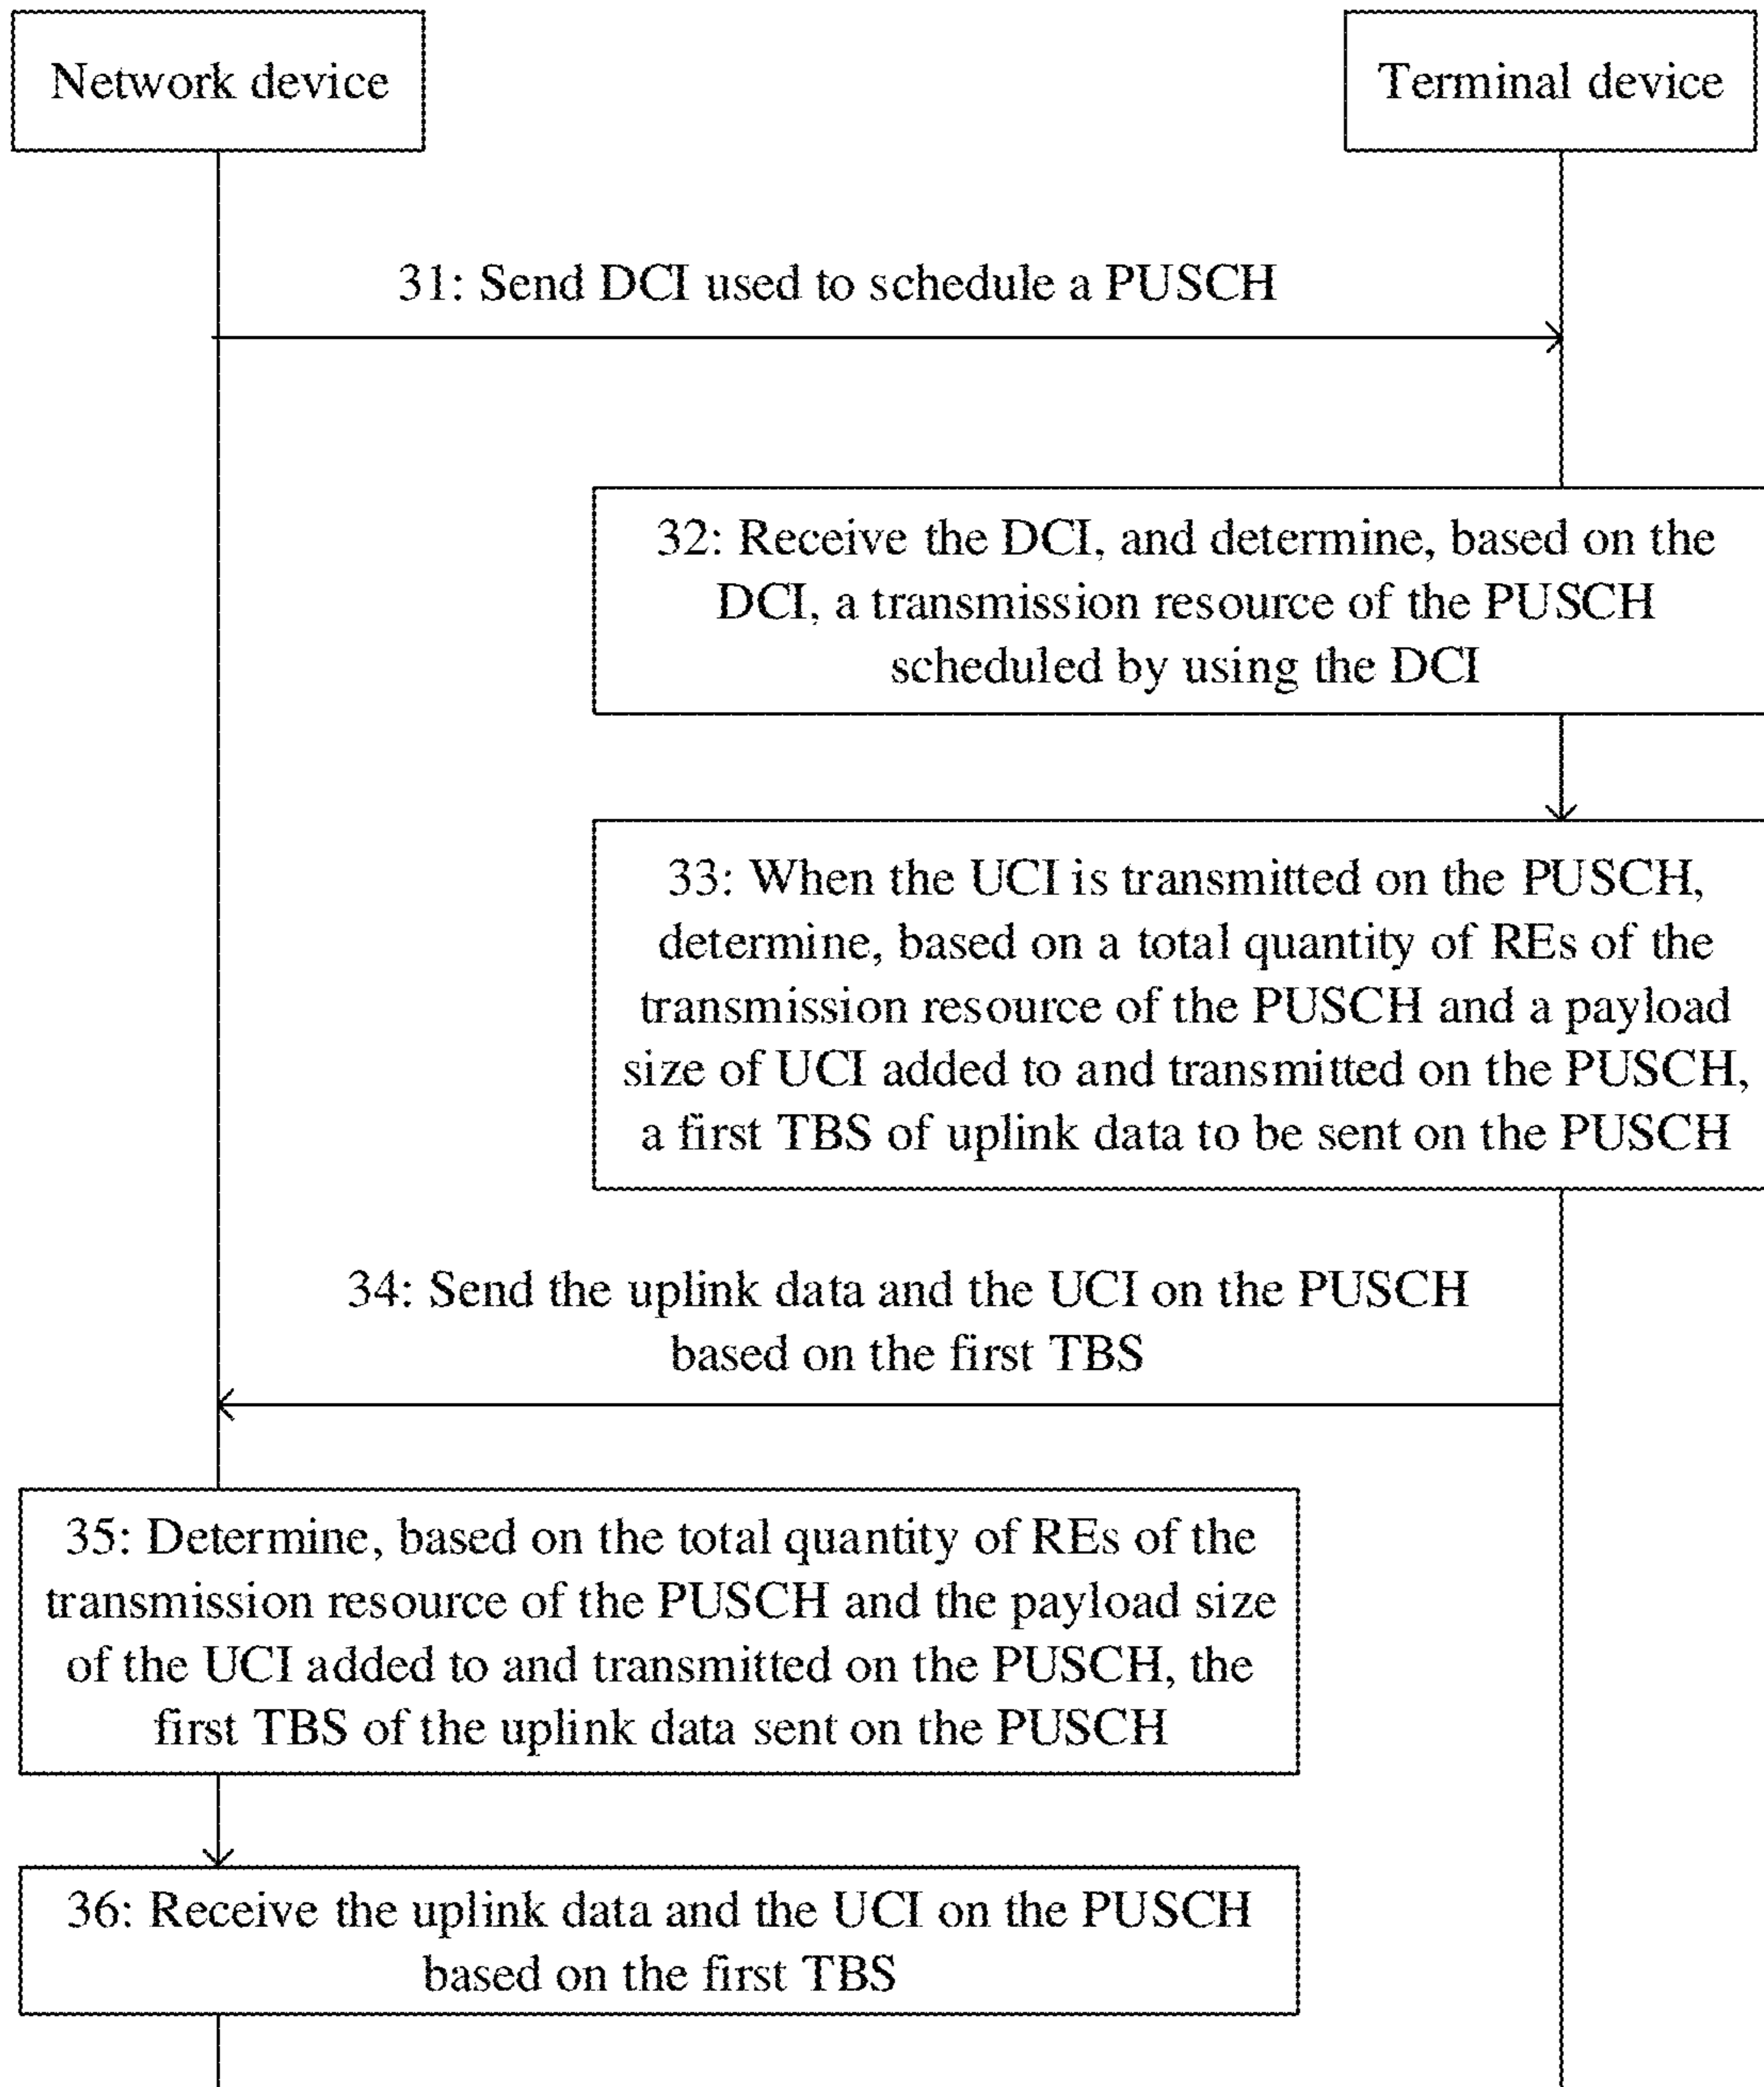 Network device
Terminal device
31: Send DCI used to schedule a PUSCH
32: Receive the DCI, and determine, based on the
DCI, a transmission resource of the PUSCH
scheduled by using the DCI
33: When the UCI is transmitted on the PUSCH,
determine, based on a total quantity of REs of the
transmission resource of the PUSCH and a payload
size of UCI added to and transmitted on the PUSCH,
a first TBS of uplink data to be sent on the PUSCH
34: Send the uplink data and the UCI on the PUSCH
based on the first TBS
35: Determine, based on the total quantity of REs of the
transmission resource of the PUSCH and the payload size
of the UCI added to and transmitted on the PUSCH, the
first TBS of the uplink data sent on the PUSCH
36: Receive the uplink data and the UCI on the PUSCH
based on the first TBS